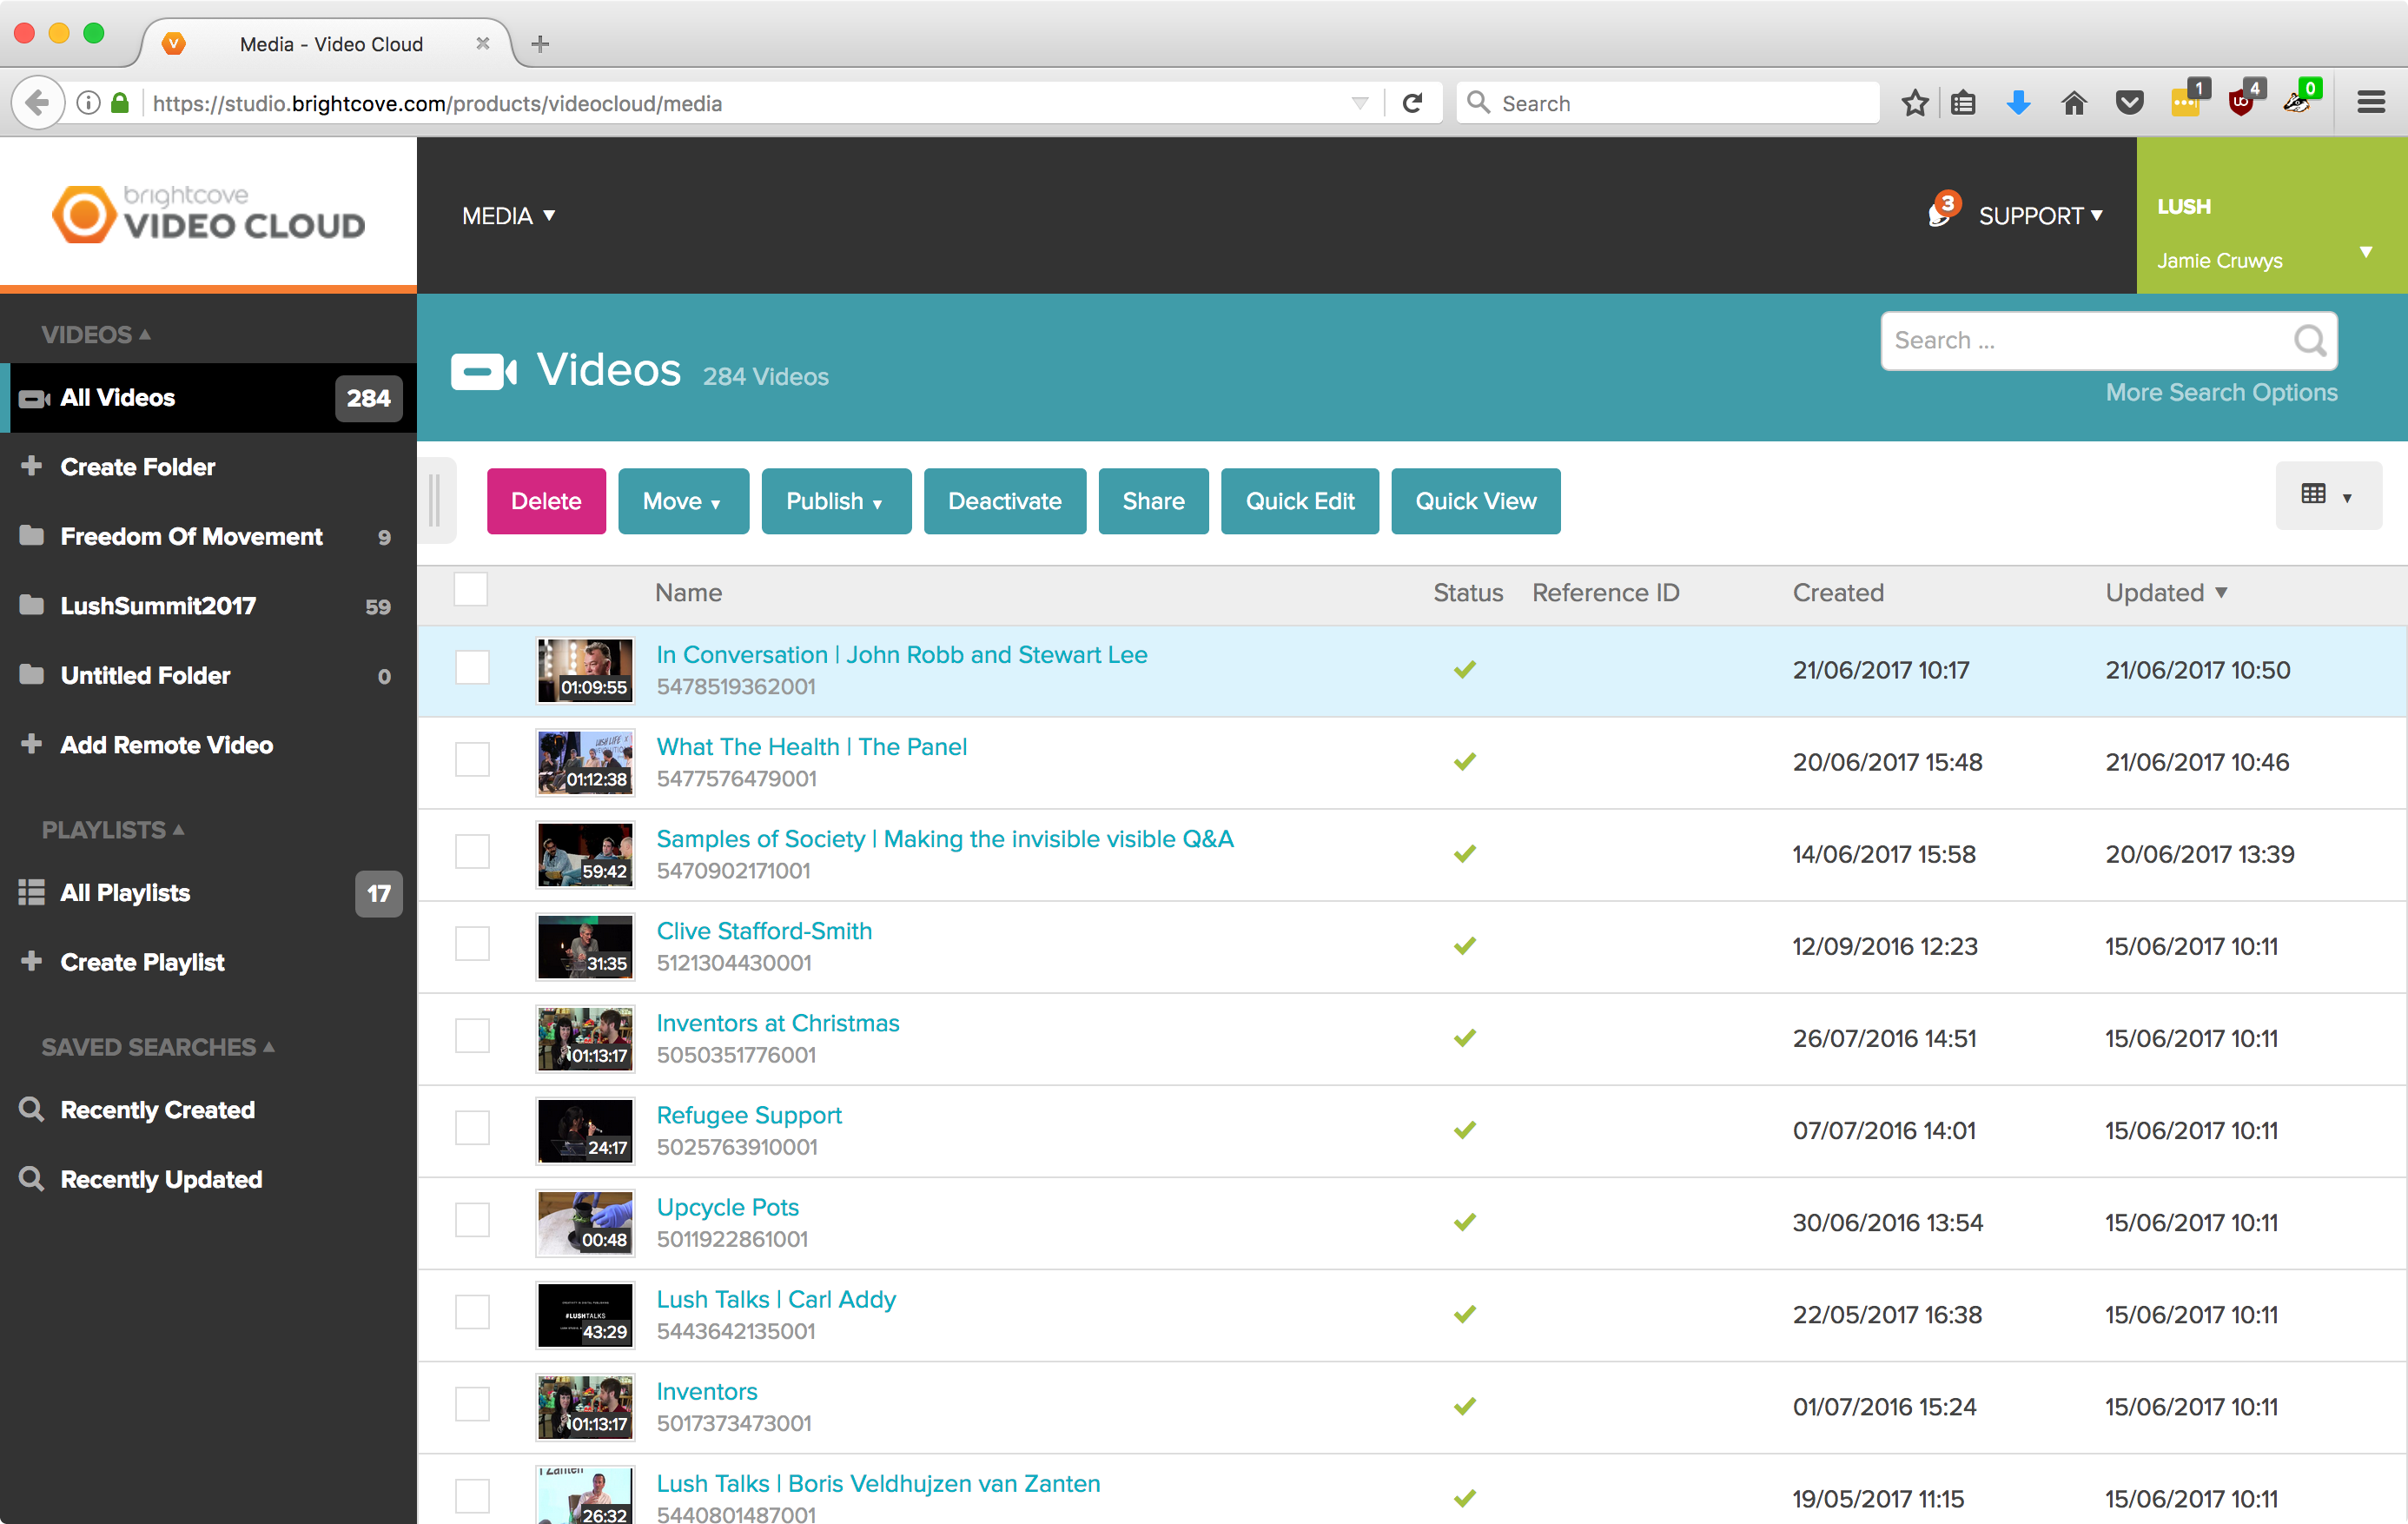 Media - Video Cloud
https://studio.brightcove.com/products/videocloud/media
Search
1
4
0
brightcove
VIDEO CLOUD
MEDIA
3
SUPPORT
LUSH
Jamie Cruwys
VIDEOS
All Videos 284
Create Folder
Freedom Of Movement 9
LushSummit2017 59
Untitled Folder 0
Add Remote Video
PLAYLISTS
All Playlists 17
Create Playlist
SAVED SEARCHES
Recently Created
Recently Updated
Videos 284 Videos
Search ...
More Search Options
Delete Move Publish Deactivate Share Quick Edit Quick View
Name Status Reference ID Created Updated
01:09:55 In Conversation | John Robb and Stewart Lee 21/06/2017 10:17 21/06/2017 10:50
5478519362001
01:12:38 What The Health | The Panel 20/06/2017 15:48 21/06/2017 10:46
5477576479001
59:42 Samples of Society | Making the invisible visible Q&A 14/06/2017 15:58 20/06/2017 13:39
5470902171001
31:35 Clive Stafford-Smith 12/09/2016 12:23 15/06/2017 10:11
5121304430001
01:13:17 Inventors at Christmas 26/07/2016 14:51 15/06/2017 10:11
5050351776001
24:17 Refugee Support 07/07/2016 14:01 15/06/2017 10:11
5025763910001
00:48 Upcycle Pots 30/06/2016 13:54 15/06/2017 10:11
5011922861001
#LUSHTALKS
43:29 Lush Talks | Carl Addy 22/05/2017 16:38 15/06/2017 10:11
5443642135001
01:13:17 Inventors 01/07/2016 15:24 15/06/2017 10:11
5017373473001
26:32 Lush Talks | Boris Veldhujzen van Zanten 19/05/2017 11:15 15/06/2017 10:11
5440801487001